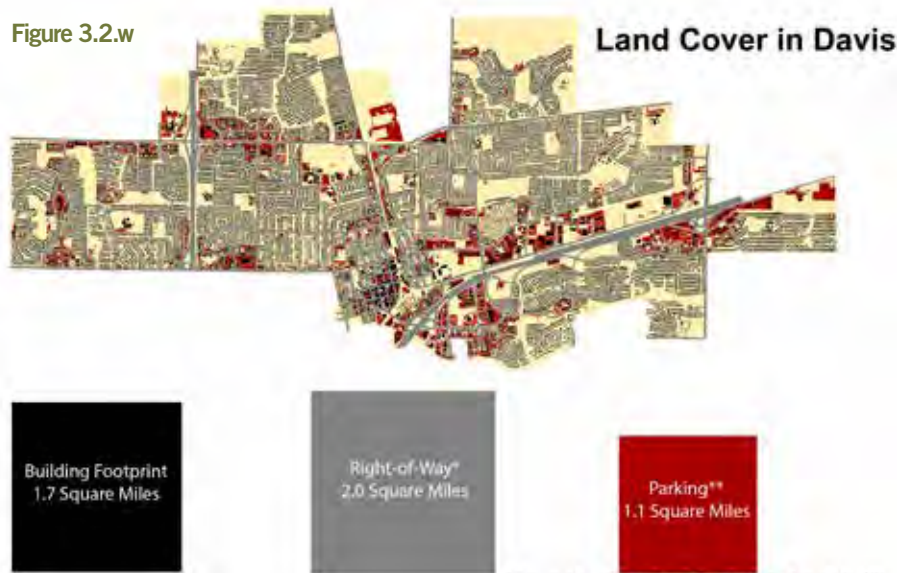 Figure 3.2.w
Land Cover in Davis
Building Footprint
1.7 Square Miles
Right-of-Way*
2.0 Square Miles
Parking**
1.1 Square Miles